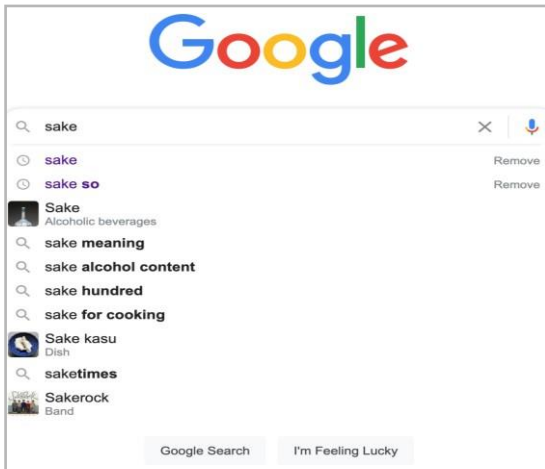 Google
sake
sake Remove
sake so Remove
Sake
Alcoholic beverages
sake meaning
sake alcohol content
sake hundred
sake for cooking
Sake kasu
Dish
saketimes
Sakerock
Band
Google Search I'm Feeling Lucky